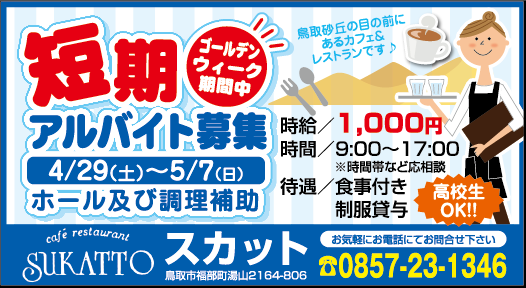 短期
ゴールデン
ウィーク
期間中
鳥取砂丘の目の前に
あるカフェ&
レストランです♪
アルバイト募集
4/29(土)〜5/7(日)
ホール及び調理補助
時給／1,000円
時間／9:00〜17:00
※時間帯など応相談
待遇／食事付き
制服貸与
高校生
OK!!
café restaurant
SUKATTO
スカット
鳥取市福部町湯山2164-806
お気軽にお電話にてお問合せ下さい
☎0857-23-1346